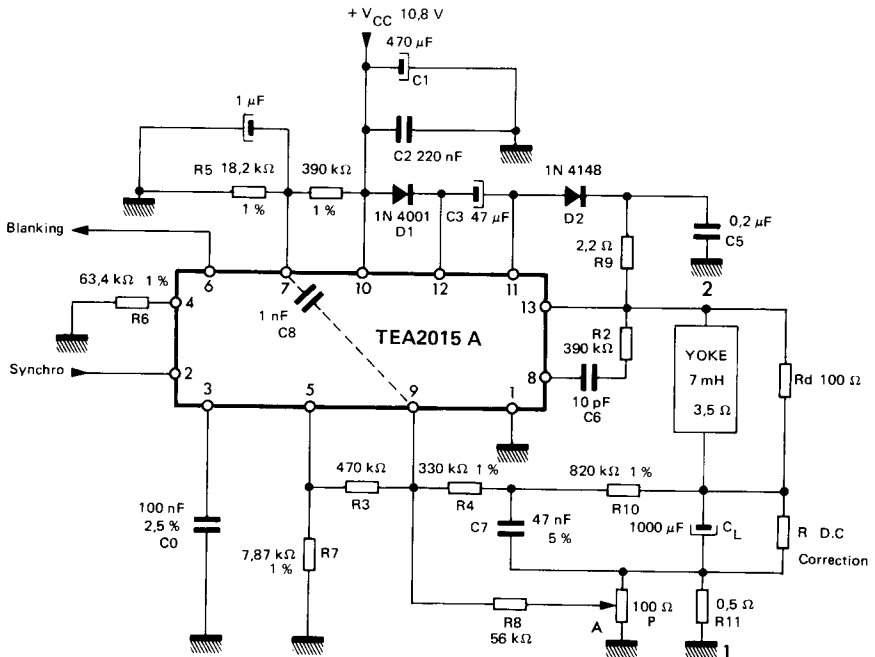 + VCC 10,8 V
470 µF
C1
1 µF
C2 220 nF
R5 18,2 kΩ
1 %
390 kΩ
1 %
1N 4001
D1
C3 47 µF
1N 4148
D2
0,2 µF
C5
2,2 Ω
R9
Blanking
6
7
10
12
11
63,4 kΩ 1 %
R6
4
1 nF
C8
TEA2015 A
13
2
R2
390 kΩ
YOKE
7 mH
3,5 Ω
Rd 100 Ω
Synchro
2
8
10 pF
C6
3
5
9
1
470 kΩ
R3
330 kΩ 1 %
R4
820 kΩ 1 %
R10
100 nF
2,5 %
C0
7,87 kΩ
1 %
R7
C7
47 nF
5 %
1000 µF
CL
R D.C
Correction
R8
56 kΩ
A
100 Ω
P
0,5 Ω
R11
1